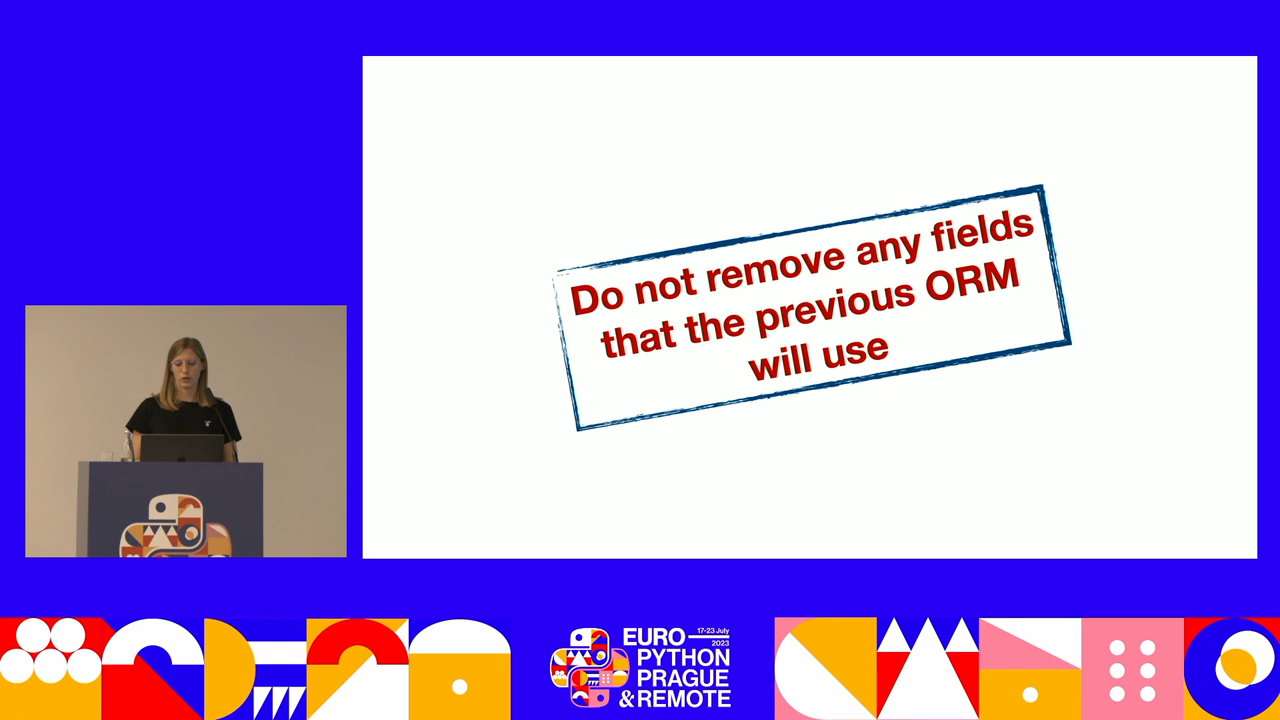 Do not remove any fields
that the previous ORM
will use
EURO 17-23 July
2023
PYTHON
PRAGUE
& REMOTE